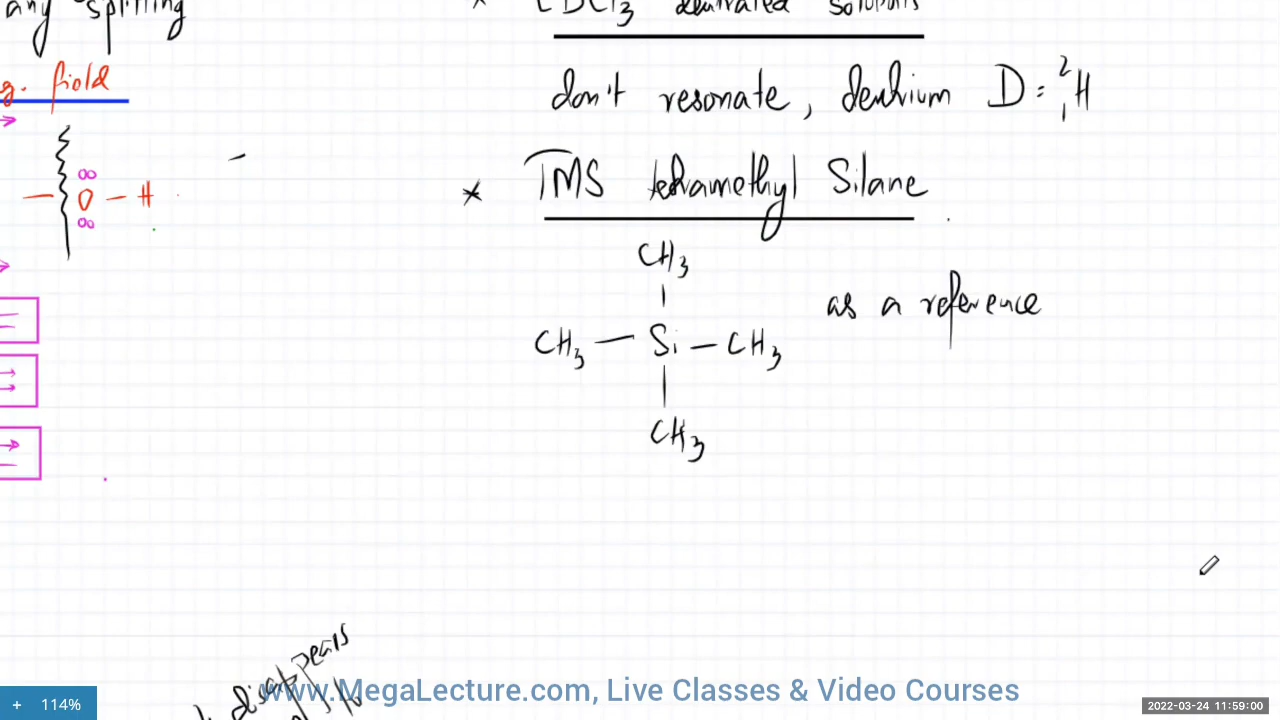 any splitting
g. field
O — H
* CDCl3 deuterated solvents
don't resonate, deuterium D = 2 1 H
* TMS tetramethyl Silane
CH3
CH3 — Si — CH3
CH3
as a reference
disappears
www.MegaLecture.com, Live Classes & Video Courses
+ 114%
2022-03-24 11:59:00